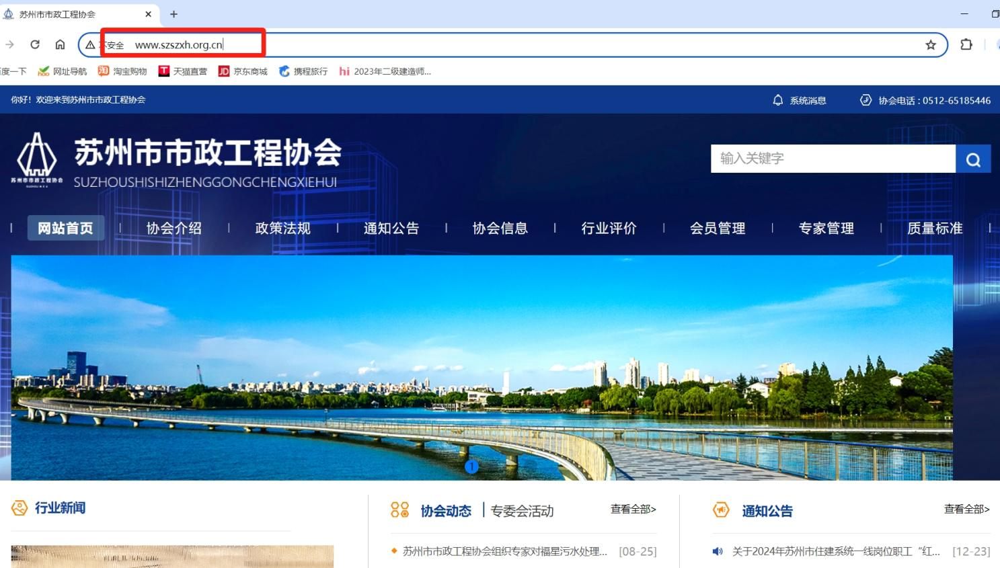 苏州市市政工程协会
不安全 www.szszxh.org.cn
百度一下 网址导航 淘宝购物 天猫直营 京东商城 携程旅行 2023年二级建造师...
你好！欢迎来到苏州市市政工程协会 系统消息 协会电话 : 0512-65185446
苏州市市政工程协会
苏州市市政工程协会
SUZHOUSHISHIZHENGGONGCHENGXIEHUI
输入关键字
网站首页 协会介绍 政策法规 通知公告 协会信息 行业评价 会员管理 专家管理 质量标准
1
行业新闻 协会动态 专委会活动 查看全部> 通知公告 查看全部>
苏州市市政工程协会组织专家对福星污水处理... [08-25] 关于2024年苏州市住建系统一线岗位职工“红... [12-23]